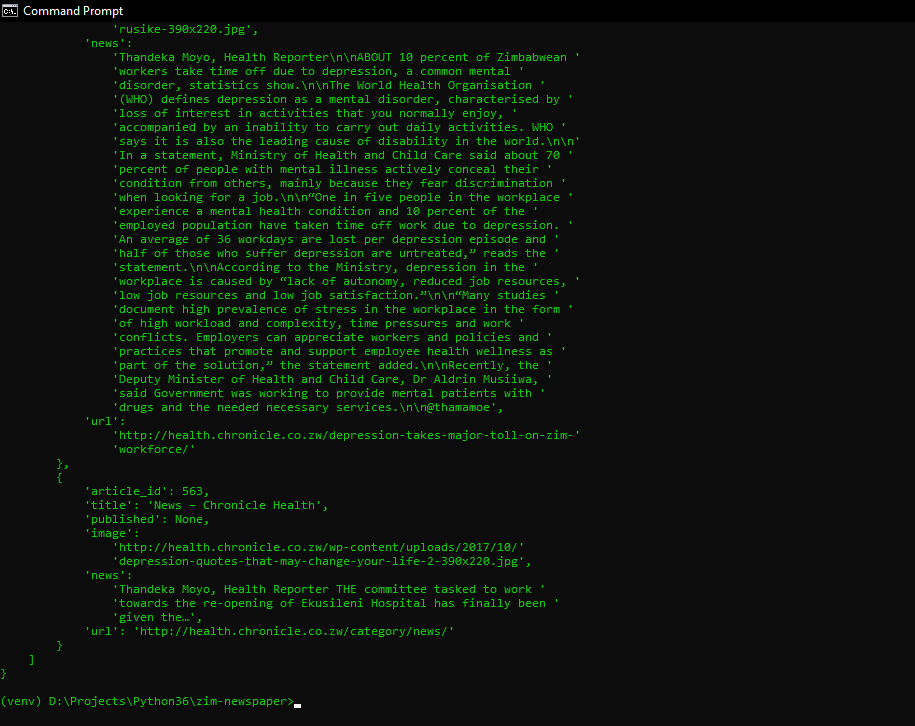 Command Prompt
'rusike-390x220.jpg',
'news':
'Thandeka Moyo, Health Reporter\n\nABOUT 10 percent of Zimbabwean '
'workers take time off due to depression, a common mental '
'disorder, statistics show.\n\nThe World Health Organisation '
'(WHO) defines depression as a mental disorder, characterised by '
'loss of interest in activities that you normally enjoy, '
'accompanied by an inability to carry out daily activities. WHO '
'says it is also the leading cause of disability in the world.\n\n'
'In a statement, Ministry of Health and Child Care said about 70 '
'percent of people with mental illness actively conceal their '
'condition from others, mainly because they fear discrimination '
'when looking for a job.\n\n“One in five people in the workplace '
'experience a mental health condition and 10 percent of the '
'employed population have taken time off work due to depression. '
'An average of 36 workdays are lost per depression episode and '
'half of those who suffer depression are untreated,” reads the '
'statement.\n\nAccording to the Ministry, depression in the '
'workplace is caused by “lack of autonomy, reduced job resources, '
'low job resources and low job satisfaction.”\n\n“Many studies '
'document high prevalence of stress in the workplace in the form '
'of high workload and complexity, time pressures and work '
'conflicts. Employers can appreciate workers and policies and '
'practices that promote and support employee health wellness as '
'part of the solution,” the statement added.\n\nRecently, the '
'Deputy Minister of Health and Child Care, Dr Aldrin Musiiwa, '
'said Government was working to provide mental patients with '
'drugs and the needed necessary services.\n\n@thamamoe',
'url':
'http://health.chronicle.co.zw/depression-takes-major-toll-on-zim-'
'workforce/'
},
{
'article_id': 563,
'title': 'News – Chronicle Health',
'published': None,
'image':
'http://health.chronicle.co.zw/wp-content/uploads/2017/10/'
'depression-quotes-that-may-change-your-life-2-390x220.jpg',
'news':
'Thandeka Moyo, Health Reporter THE committee tasked to work '
'towards the re-opening of Ekusileni Hospital has finally been '
'given the…',
'url': 'http://health.chronicle.co.zw/category/news/'
}
]
}
(venv) D:\Projects\Python36\zim-newspaper>